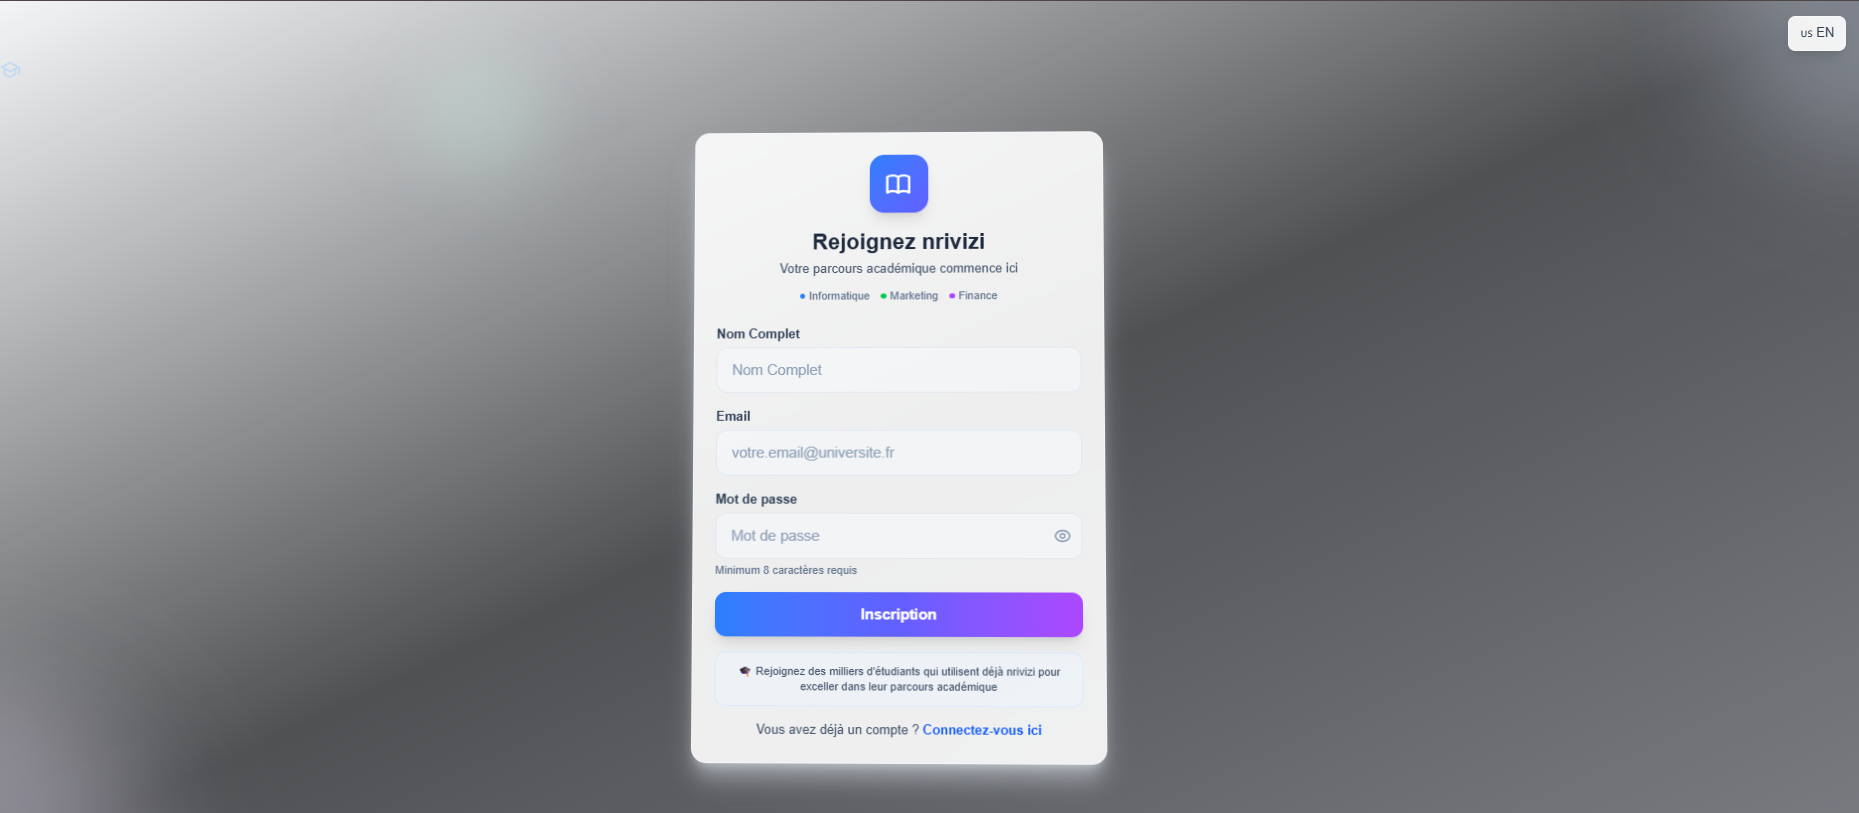 us EN
Rejoignez nrivizi
Votre parcours académique commence ici
Informatique Marketing Finance
Nom Complet
Nom Complet
Email
votre.email@universite.fr
Mot de passe
Mot de passe
Minimum 8 caractères requis
Inscription
Rejoignez des milliers d'étudiants qui utilisent déjà nrivizi pour
exceller dans leur parcours académique
Vous avez déjà un compte ? Connectez-vous ici